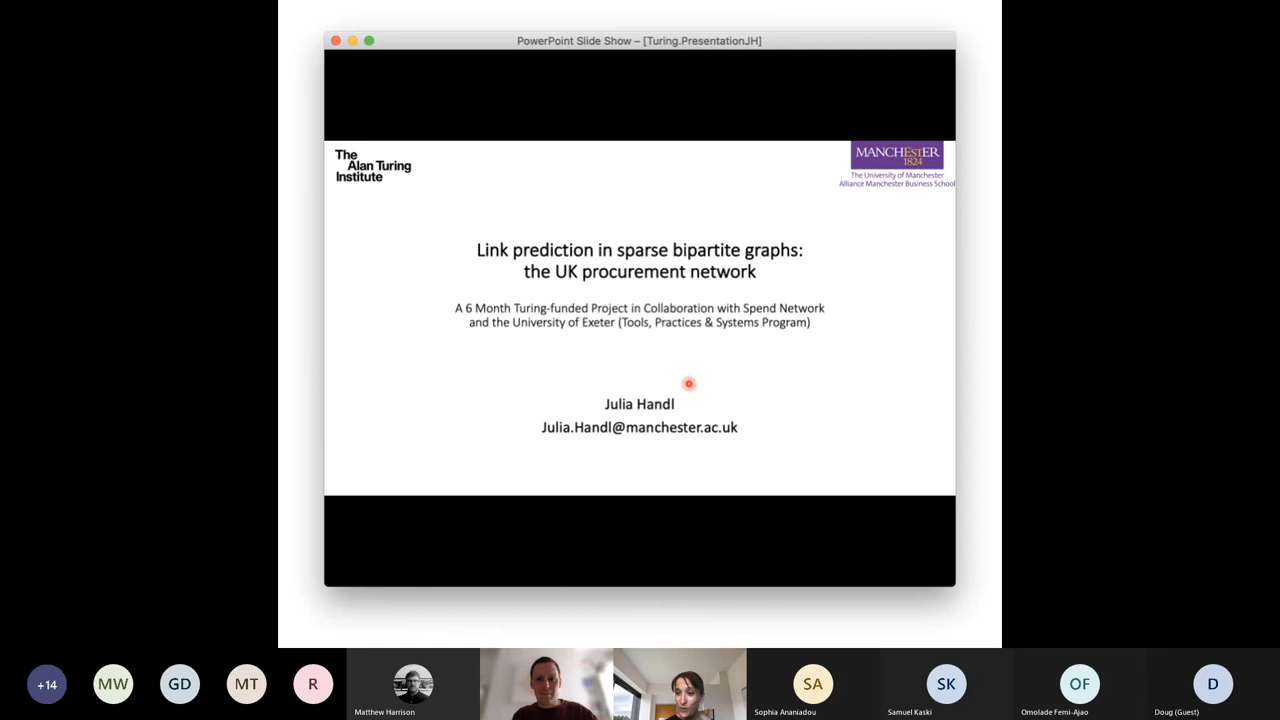 PowerPoint Slide Show – [Turing.PresentationJH]
The
Alan Turing
Institute
MANCHESTER
1824
The University of Manchester
Alliance Manchester Business School
Link prediction in sparse bipartite graphs:
the UK procurement network
A 6 Month Turing-funded Project in Collaboration with Spend Network
and the University of Exeter (Tools, Practices & Systems Program)
Julia Handl
Julia.Handl@manchester.ac.uk
+14
MW
GD
MT
R
Matthew Harrison
SA
Sophia Ananiadou
SK
Samuel Kaski
OF
Omolade Femi-Ajao
D
Doug (Guest)